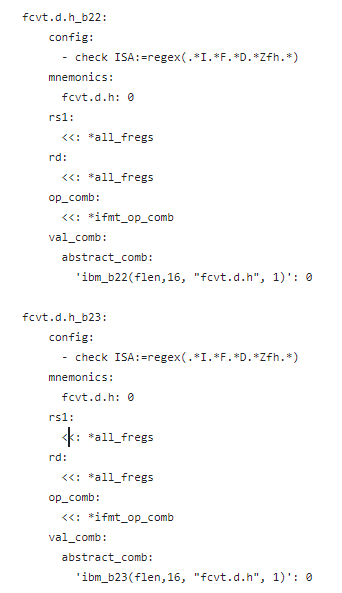 fcvt.d.h_b22:
config:
- check ISA:=regex(.*I.*F.*D.*Zfh.*)
mnemonics:
fcvt.d.h: 0
rs1:
<<: *all_fregs
rd:
<<: *all_fregs
op_comb:
<<: *ifmt_op_comb
val_comb:
abstract_comb:
'ibm_b22(flen,16, "fcvt.d.h", 1)': 0
fcvt.d.h_b23:
config:
- check ISA:=regex(.*I.*F.*D.*Zfh.*)
mnemonics:
fcvt.d.h: 0
rs1:
<<: *all_fregs
rd:
<<: *all_fregs
op_comb:
<<: *ifmt_op_comb
val_comb:
abstract_comb:
'ibm_b23(flen,16, "fcvt.d.h", 1)': 0